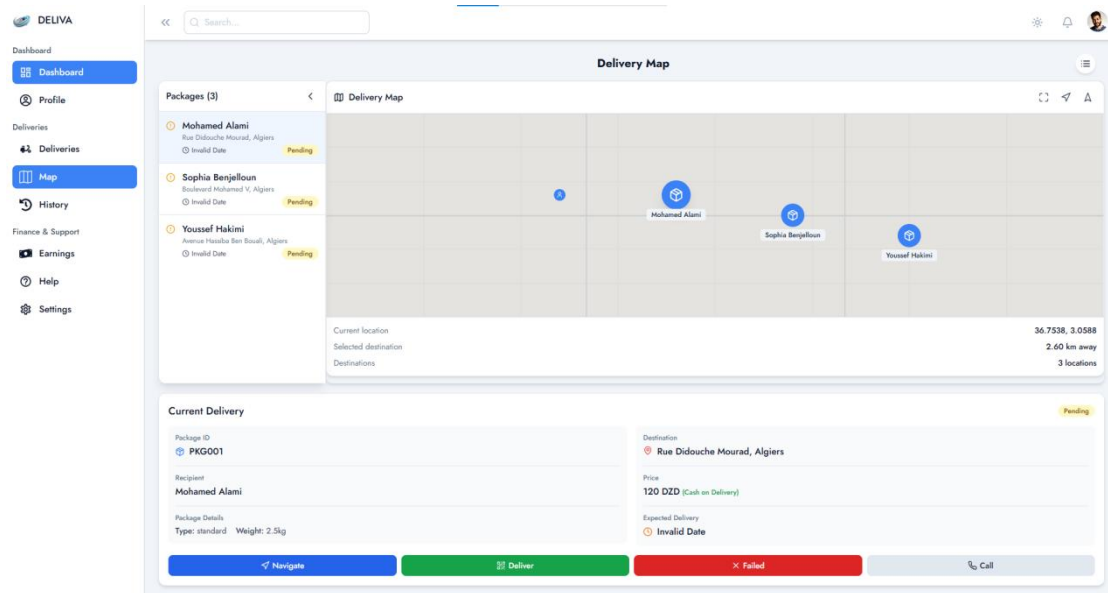 DELIVA
Search...
Dashboard
Dashboard
Profile
Deliveries
Deliveries
Map
History
Finance & Support
Earnings
Help
Settings
Delivery Map
Packages (3)
Mohamed Alami
Rue Didouche Mourad, Algiers
Invalid Date
Pending
Sophia Benjelloun
Boulevard Mohamed V, Algiers
Invalid Date
Pending
Youssef Hakimi
Avenue Hassiba Ben Bouali, Algiers
Invalid Date
Pending
Delivery Map
Mohamed Alami
Sophia Benjelloun
Youssef Hakimi
Current location 36.7538, 3.0588
Selected destination 2.60 km away
Destinations 3 locations
Current Delivery
Pending
Package ID
PKG001
Recipient
Mohamed Alami
Package Details
Type: standard Weight: 2.5kg
Destination
Rue Didouche Mourad, Algiers
Price
120 DZD (Cash on Delivery)
Expected Delivery
Invalid Date
Navigate
Deliver
Failed
Call